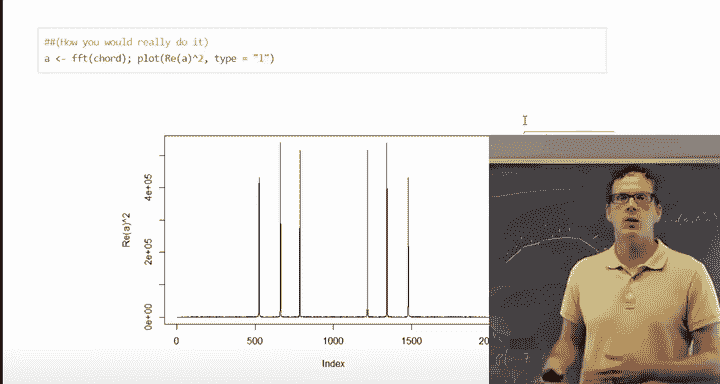 ##(How you would really do it)
a <- fft(chord); plot(Re(a)^2, type = "l")
4e+05
2e+05
0e+00
Re(a)^2
0 500 1000 1500
Index